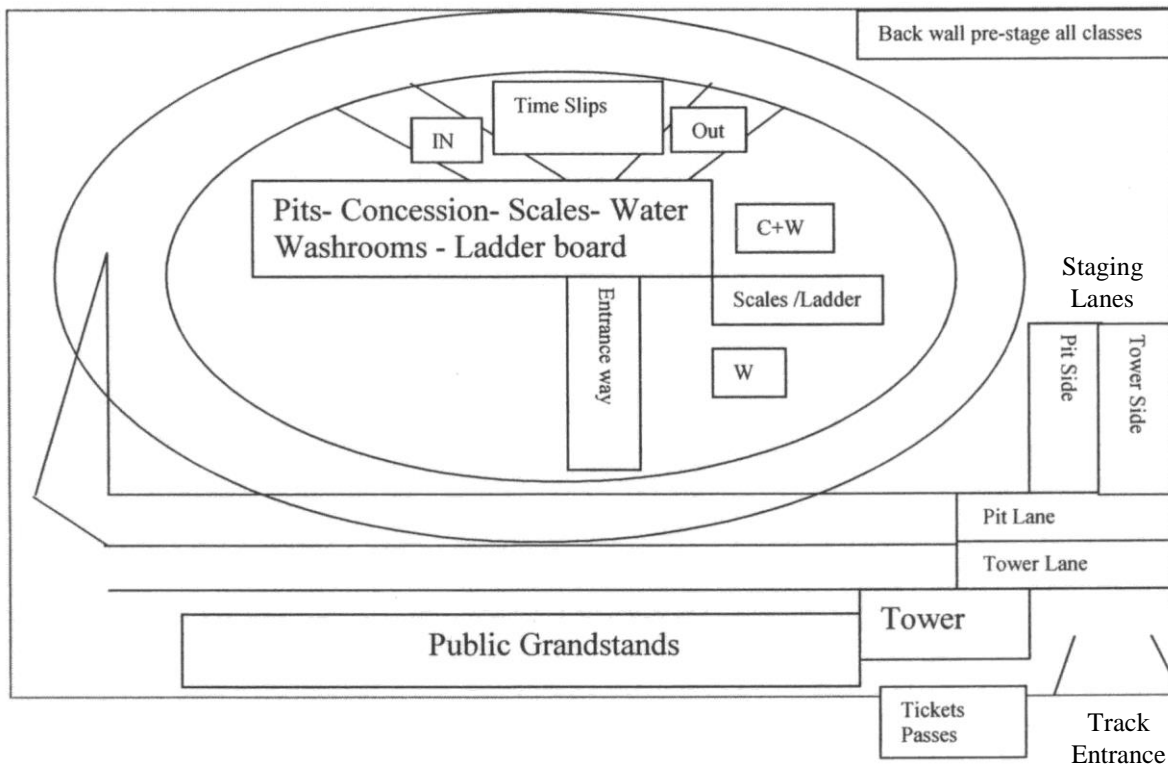 Back wall pre-stage all classes
Time Slips
IN
Out
Pits- Concession- Scales- Water
Washrooms - Ladder board
C+W
Staging
Lanes
Scales /Ladder
Entrance way
W
Pit Side
Tower Side
Pit Lane
Tower Lane
Tower
Public Grandstands
Tickets
Passes
Track
Entrance